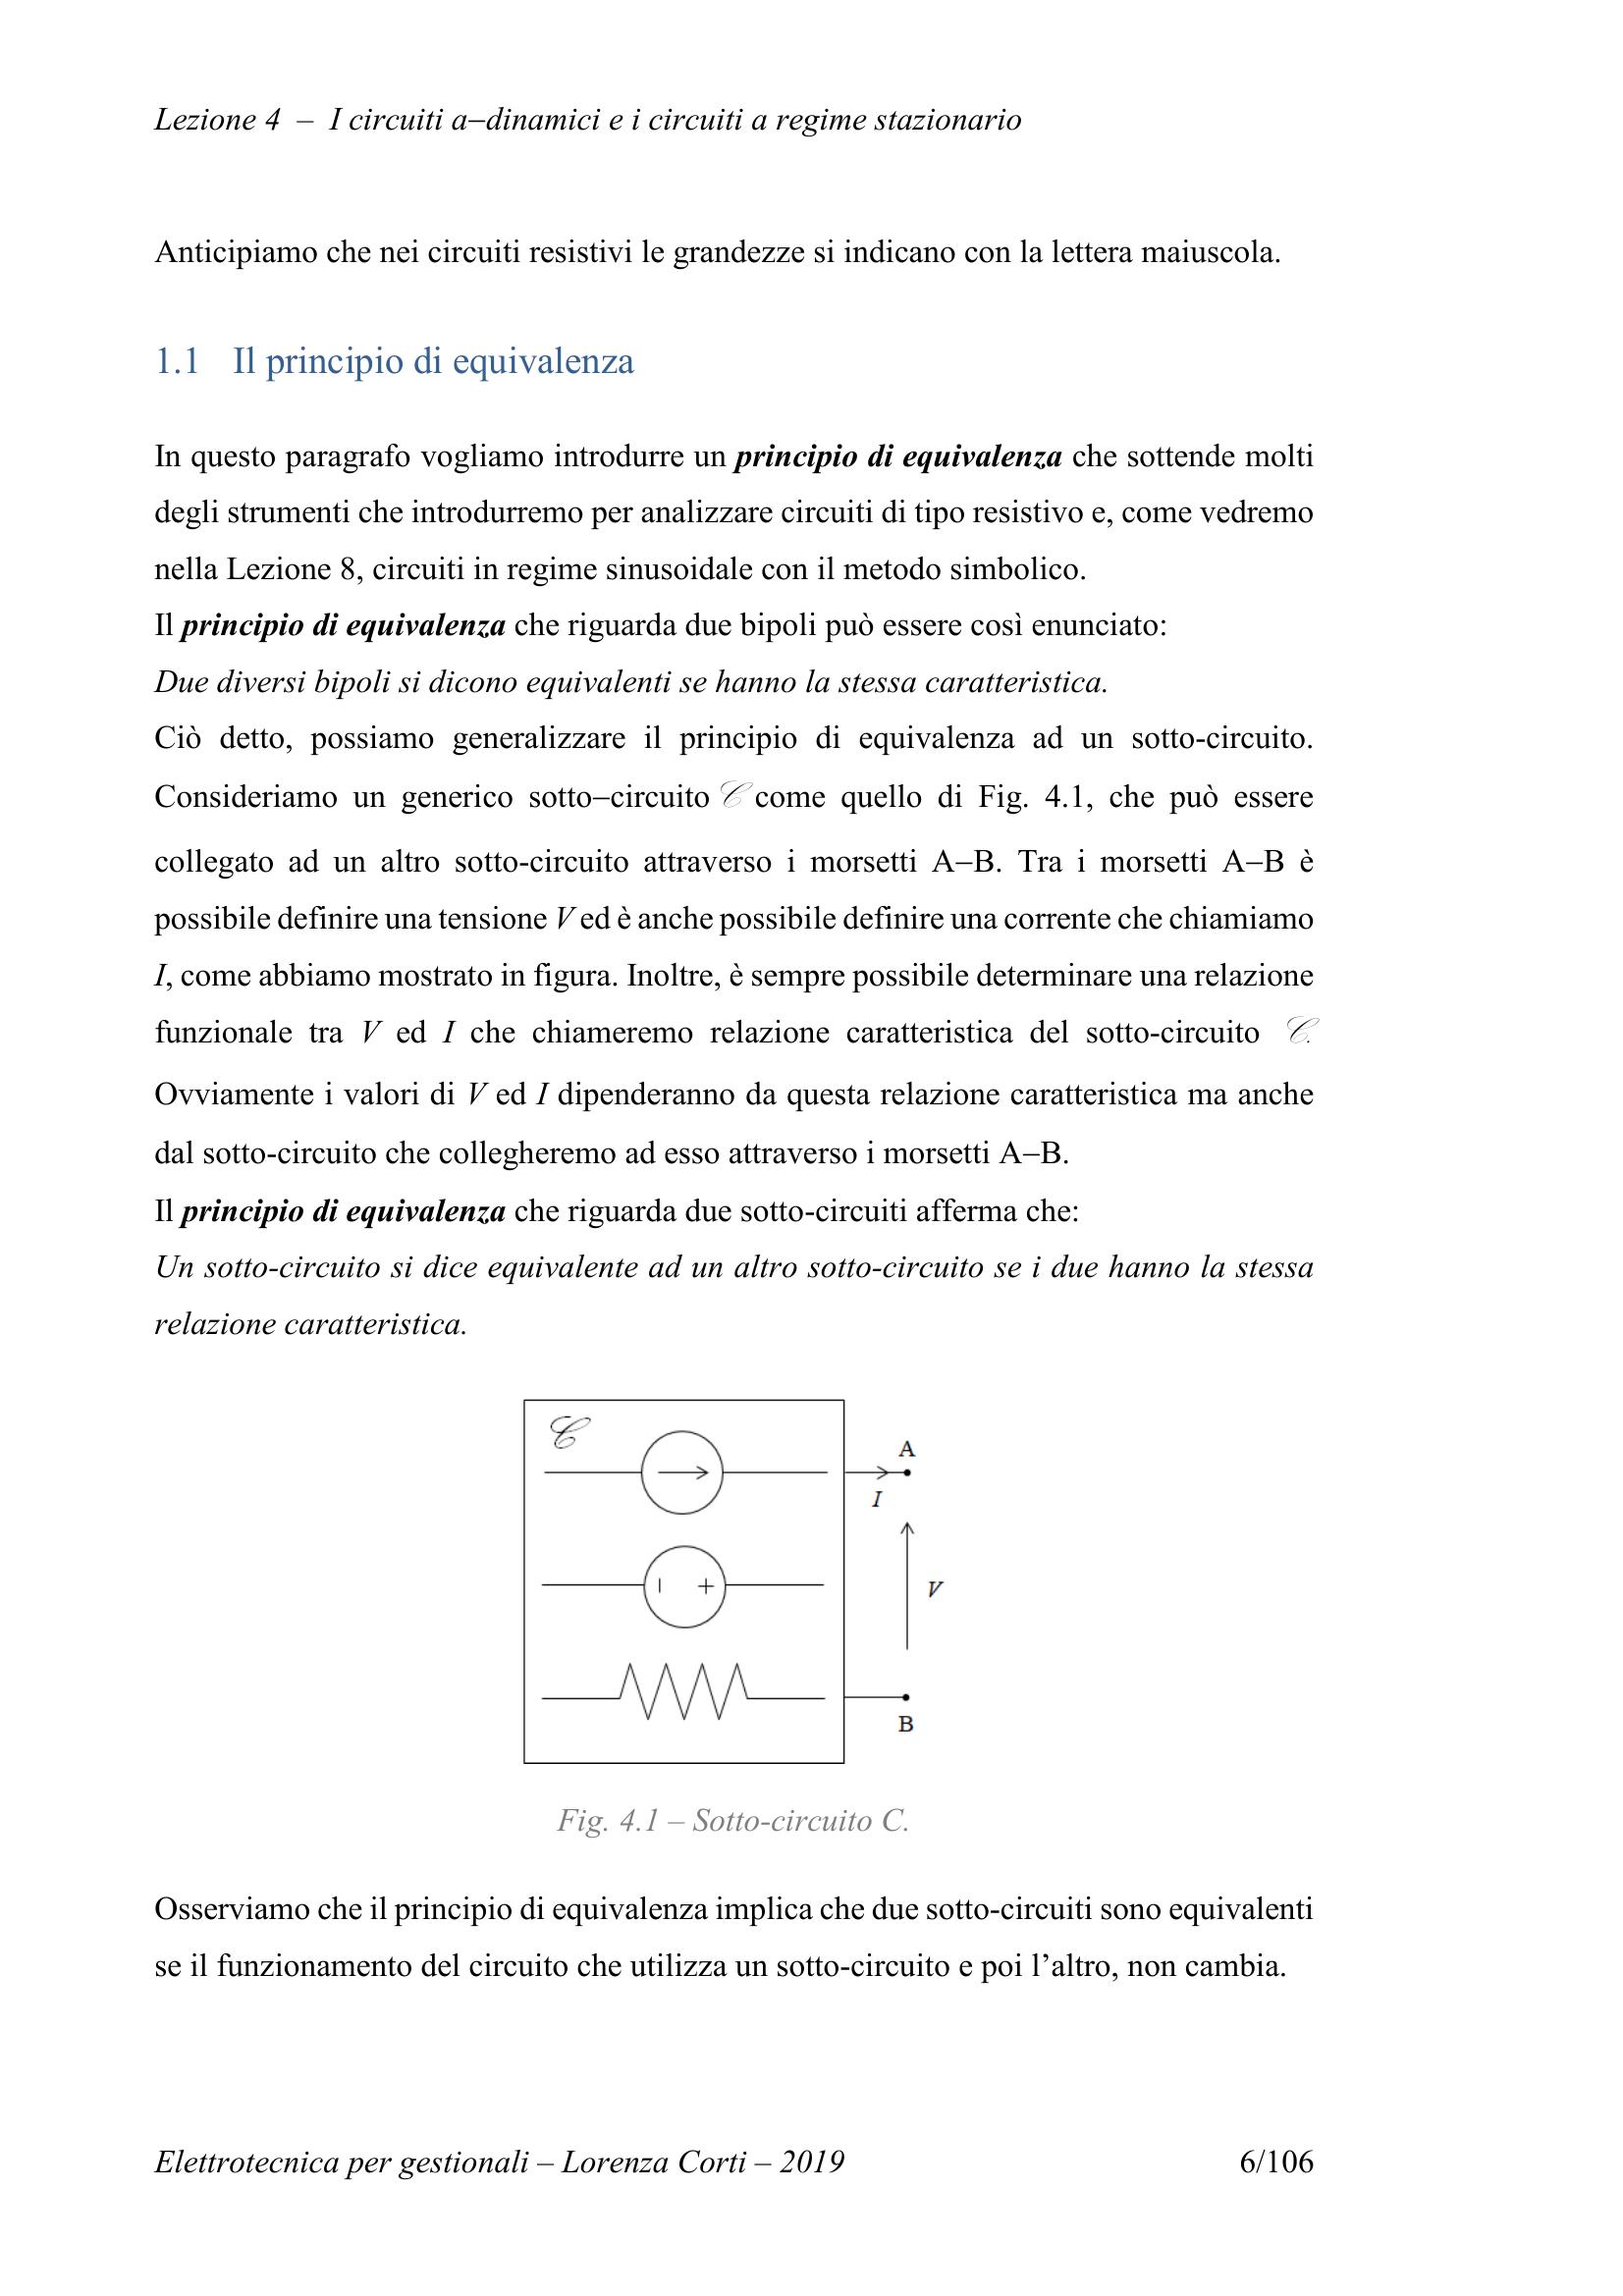 Lezione 4 – I circuiti a–dinamici e i circuiti a regime stazionario
Anticipiamo che nei circuiti resistivi le grandezze si indicano con la lettera maiuscola.
1.1 Il principio di equivalenza
In questo paragrafo vogliamo introdurre un principio di equivalenza che sottende molti
degli strumenti che introdurremo per analizzare circuiti di tipo resistivo e, come vedremo
nella Lezione 8, circuiti in regime sinusoidale con il metodo simbolico.
Il principio di equivalenza che riguarda due bipoli può essere così enunciato:
Due diversi bipoli si dicono equivalenti se hanno la stessa caratteristica.
Ciò detto, possiamo generalizzare il principio di equivalenza ad un sotto-circuito.
Consideriamo un generico sotto–circuito 𝒞 come quello di Fig. 4.1, che può essere
collegato ad un altro sotto-circuito attraverso i morsetti A–B. Tra i morsetti A–B è
possibile definire una tensione V ed è anche possibile definire una corrente che chiamiamo
I, come abbiamo mostrato in figura. Inoltre, è sempre possibile determinare una relazione
funzionale tra V ed I che chiameremo relazione caratteristica del sotto-circuito 𝒞.
Ovviamente i valori di V ed I dipenderanno da questa relazione caratteristica ma anche
dal sotto-circuito che collegheremo ad esso attraverso i morsetti A–B.
Il principio di equivalenza che riguarda due sotto-circuiti afferma che:
Un sotto-circuito si dice equivalente ad un altro sotto-circuito se i due hanno la stessa
relazione caratteristica.
𝒞
A
I
V
B
Fig. 4.1 – Sotto-circuito C.
Osserviamo che il principio di equivalenza implica che due sotto-circuiti sono equivalenti
se il funzionamento del circuito che utilizza un sotto-circuito e poi l’altro, non cambia.
Elettrotecnica per gestionali – Lorenza Corti – 2019 6/106